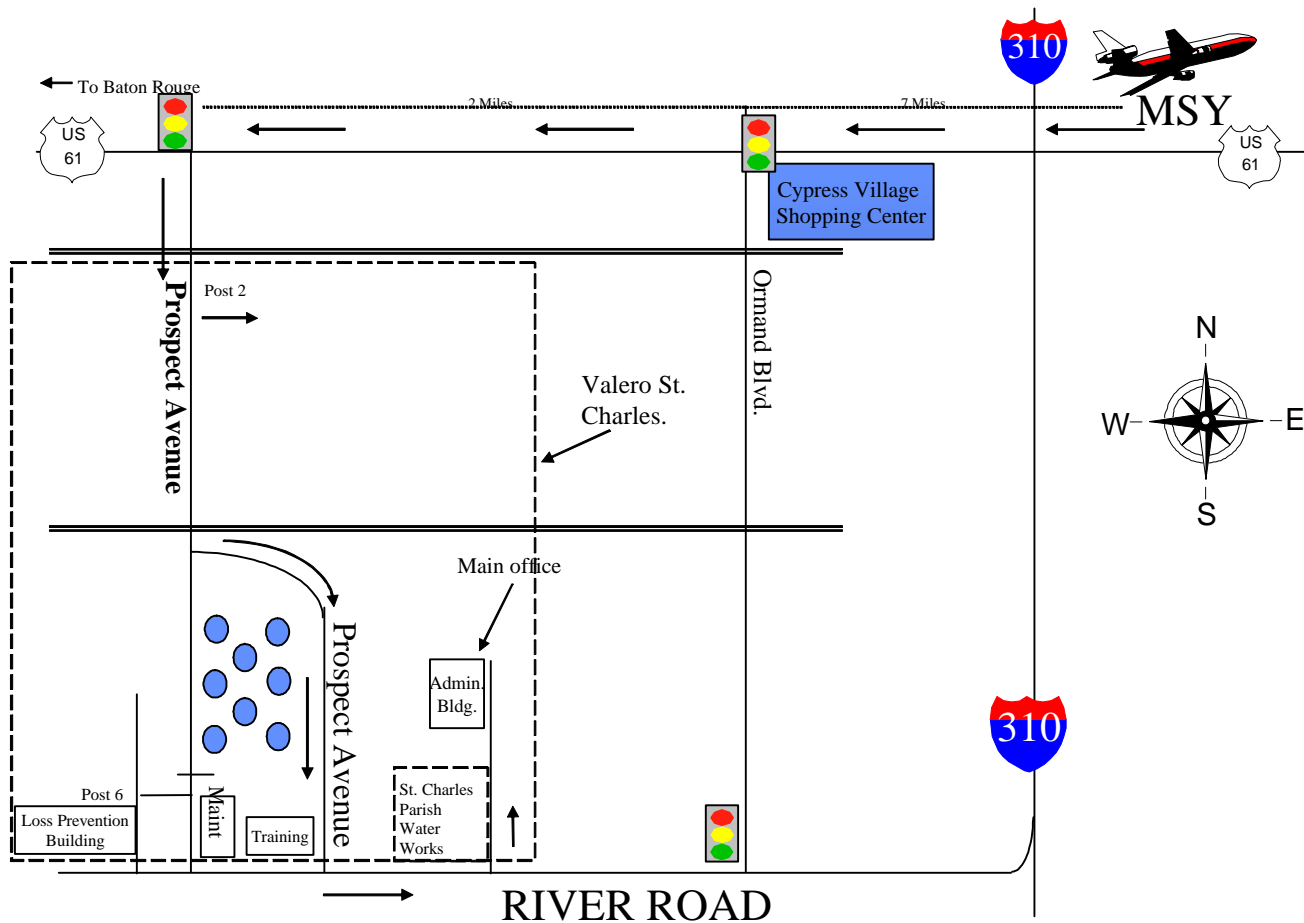 310
To Baton Rouge
2 Miles
7 Miles
MSY
US
61
US
61
Cypress Village
Shopping Center
Prospect Avenue
Post 2
Ormand Blvd.
Valero St.
Charles.
N
W
E
S
Main office
Prospect Avenue
Admin.
Bldg.
310
Post 6
Maint
St. Charles
Parish
Water
Works
Loss Prevention
Building
Training
RIVER ROAD